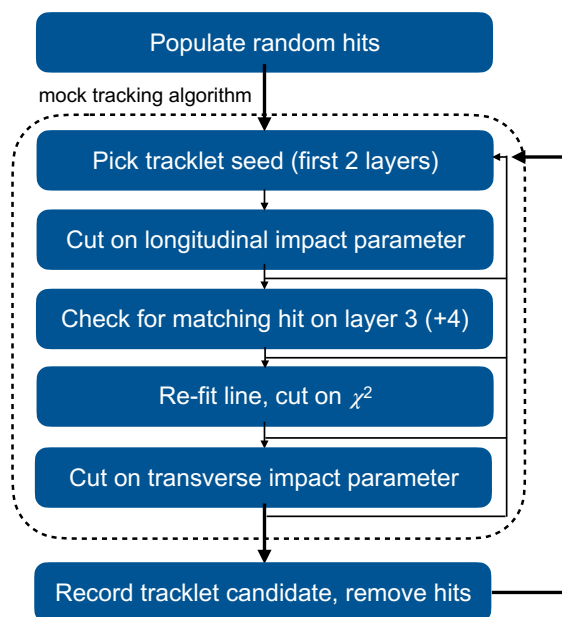 Populate random hits
mock tracking algorithm
Pick tracklet seed (first 2 layers)
Cut on longitudinal impact parameter
Check for matching hit on layer 3 (+4)
Re-fit line, cut on χ²
Cut on transverse impact parameter
Record tracklet candidate, remove hits